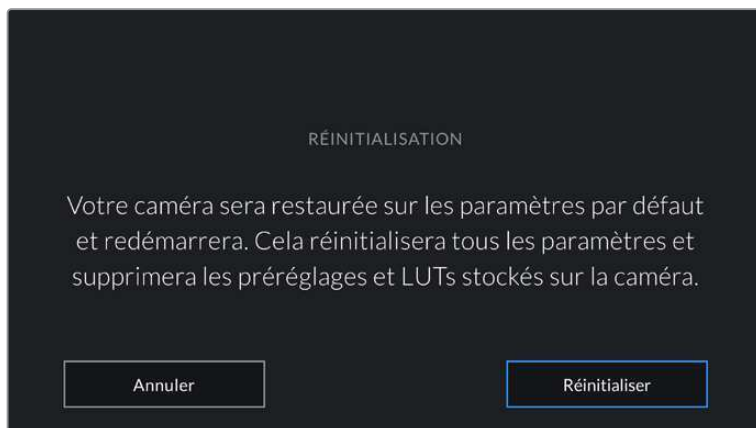 RÉINITIALISATION
Votre caméra sera restaurée sur les paramètres par défaut
et redémarrera. Cela réinitialisera tous les paramètres et
supprimera les préréglages et LUTs stockés sur la caméra.
Annuler
Réinitialiser